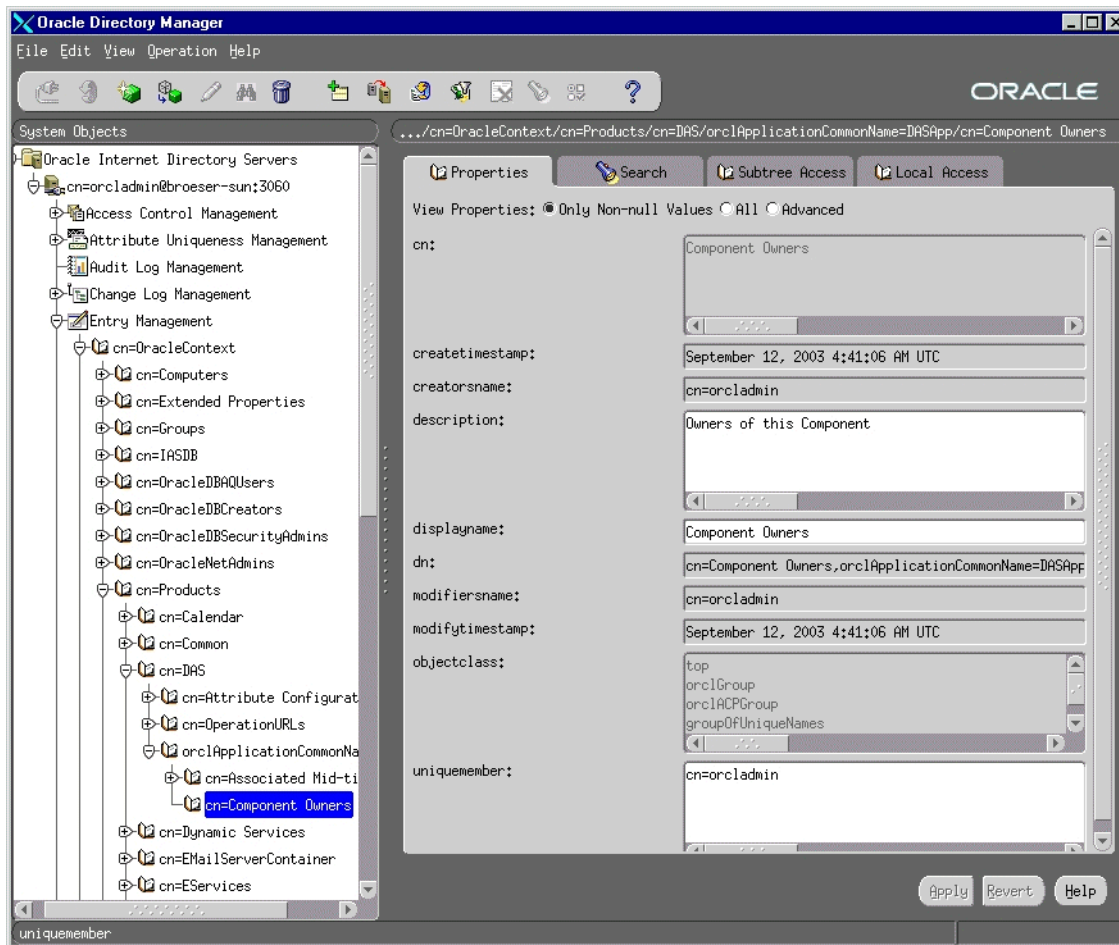 Oracle Directory Manager
File Edit View Operation Help
ORACLE
System Objects
.../cn=OracleContext/cn=Products/cn=DAS/orclApplicationCommonName=DASApp/cn=Component Owners
Oracle Internet Directory Servers
cn=orcladmin@broeser-sun:3060
Access Control Management
Attribute Uniqueness Management
Audit Log Management
Change Log Management
Entry Management
cn=OracleContext
cn=Computers
cn=Extended Properties
cn=Groups
cn=IASDB
cn=OracleDBAQUsers
cn=OracleDBCreators
cn=OracleDBSecurityAdmins
cn=OracleNetAdmins
cn=Products
cn=Calendar
cn=Common
cn=DAS
cn=Attribute Configurat
cn=OperationURLs
orclApplicationCommonNa
cn=Associated Mid-ti
cn=Component Owners
cn=Dynamic Services
cn=EMailServerContainer
cn=EServices
Properties Search Subtree Access Local Access
View Properties: Only Non-null Values All Advanced
cn: Component Owners
createtimestamp: September 12, 2003 4:41:06 AM UTC
creatorsname: cn=orcladmin
description: Owners of this Component
displayname: Component Owners
dn: cn=Component Owners,orclApplicationCommonName=DASApp
modifiersname: cn=orcladmin
modifytimestamp: September 12, 2003 4:41:06 AM UTC
objectclass: top
orclGroup
orclACPGroup
groupOfUniqueNames
uniquemember: cn=orcladmin
Apply Revert Help
uniquemember